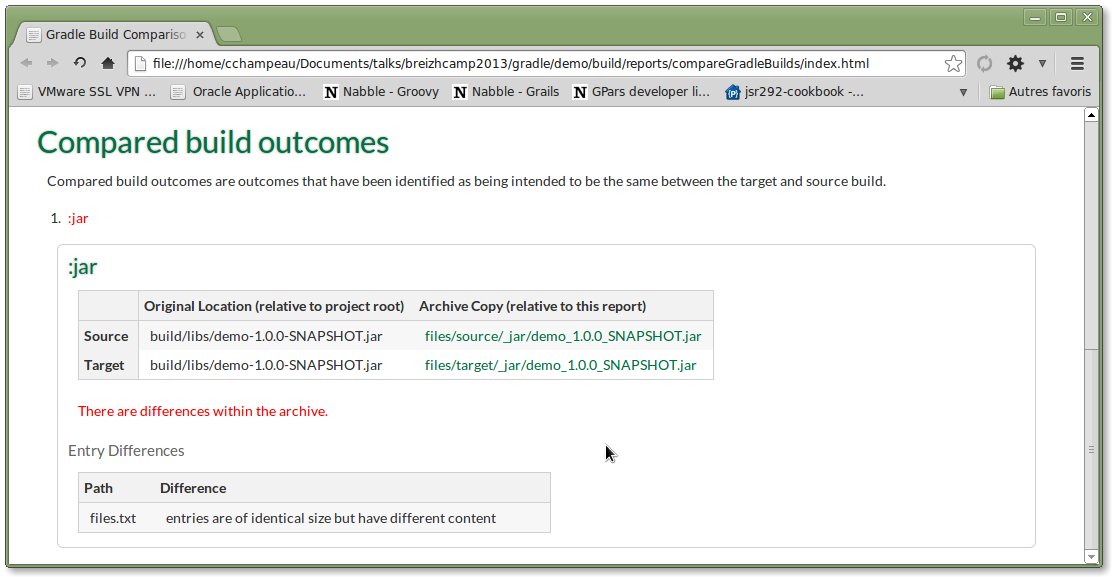 Gradle Build Compariso
file:///home/cchampeau/Documents/talks/breizhcamp2013/gradle/demo/build/reports/compareGradleBuilds/index.html
VMware SSL VPN ... Oracle Applicatio... N Nabble - Groovy N Nabble - Grails N GPars developer li... {P} jsr292-cookbook -... Autres favoris
Compared build outcomes
Compared build outcomes are outcomes that have been identified as being intended to be the same between the target and source build.
1. :jar
:jar
Original Location (relative to project root) Archive Copy (relative to this report)
Source build/libs/demo-1.0.0-SNAPSHOT.jar files/source/_jar/demo_1.0.0_SNAPSHOT.jar
Target build/libs/demo-1.0.0-SNAPSHOT.jar files/target/_jar/demo_1.0.0_SNAPSHOT.jar
There are differences within the archive.
Entry Differences
Path Difference
files.txt entries are of identical size but have different content